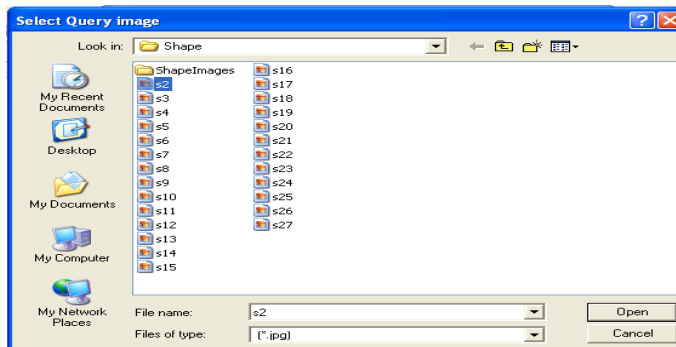 Select Query image
Look in: Shape
My Recent Documents
Desktop
My Documents
My Computer
My Network Places
ShapeImages
s2
s3
s4
s5
s6
s7
s8
s9
s10
s11
s12
s13
s14
s15
s16
s17
s18
s19
s20
s21
s22
s23
s24
s25
s26
s27
File name: s2
Open
Files of type: (*.jpg)
Cancel